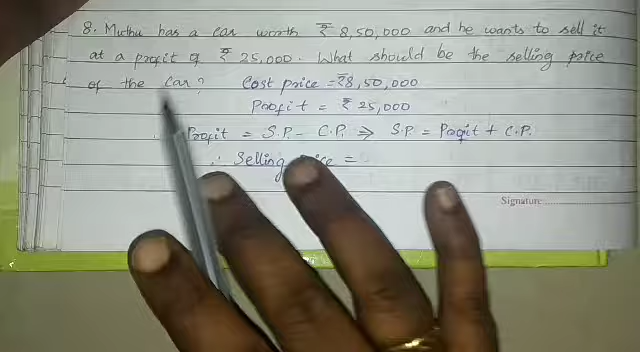 8. Muthu has a car worth ₹ 8,50,000 and he wants to sell it
at a profit of ₹ 25,000. What should be the selling price
of the car? Cost price = ₹8,50,000
Profit = ₹ 25,000
Profit = S.P - C.P. ⇒ S.P. = Profit + C.P.
∴ Selling price =
Signature